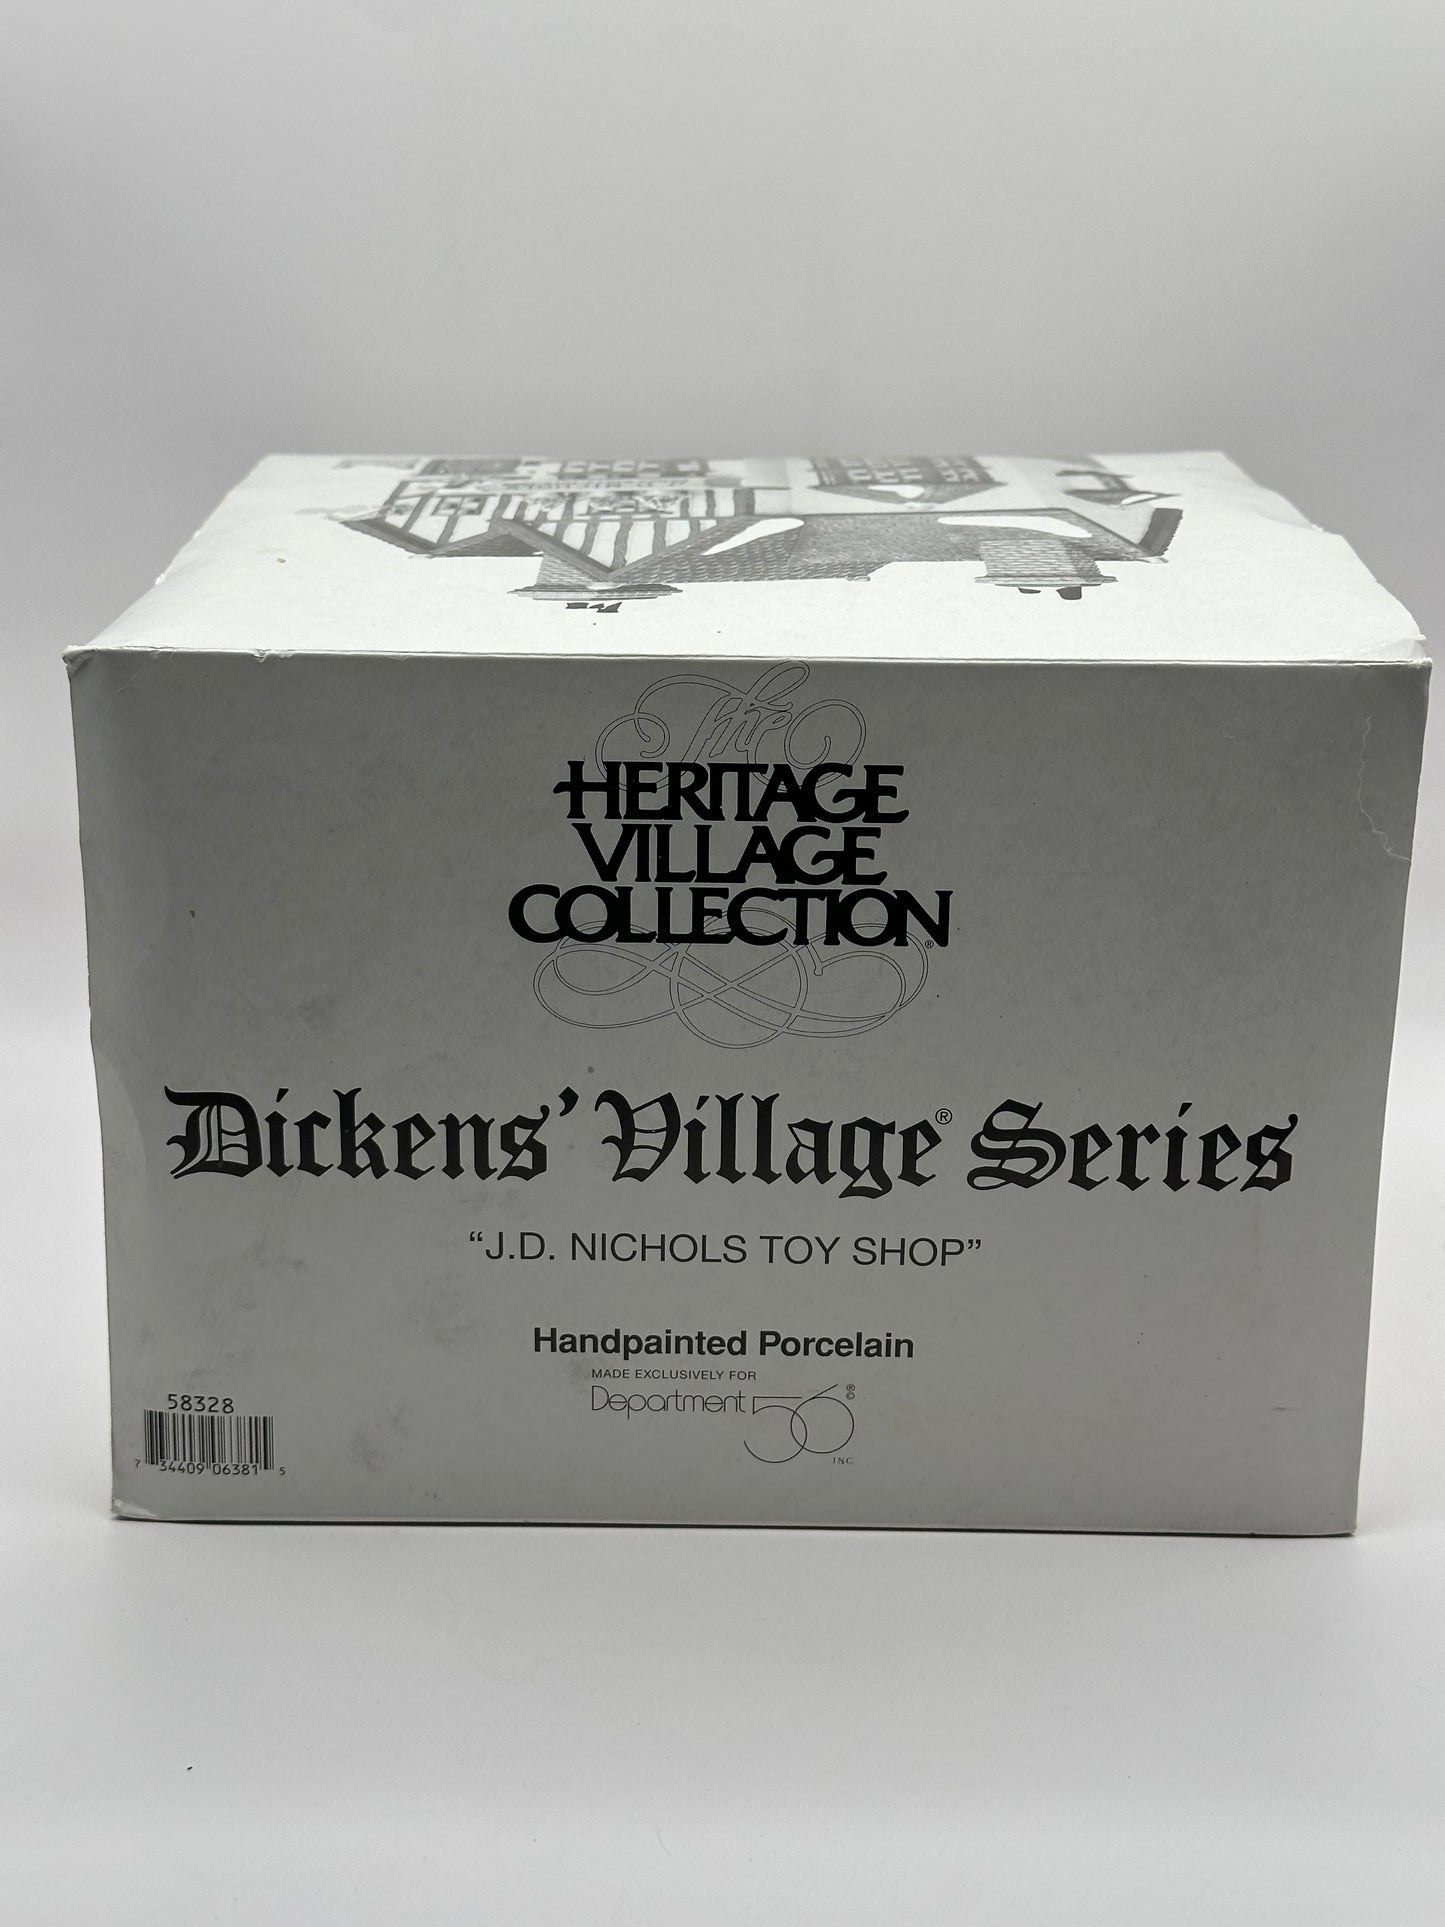 The
HERITAGE
VILLAGE
COLLECTION®
Dickens' Village® Series
“J.D. NICHOLS TOY SHOP”
Handpainted Porcelain
MADE EXCLUSIVELY FOR
Department 56 ® ©
INC.
58328
7 34409 06381 5